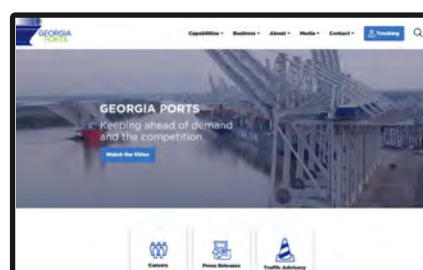 GEORGIA
PORTS
Capabilities
Business
About
Media
Contact
Tracking
GEORGIA PORTS
Keeping ahead of demand
and the competition.
Watch the Video
Careers
Press Releases
Traffic Advisory